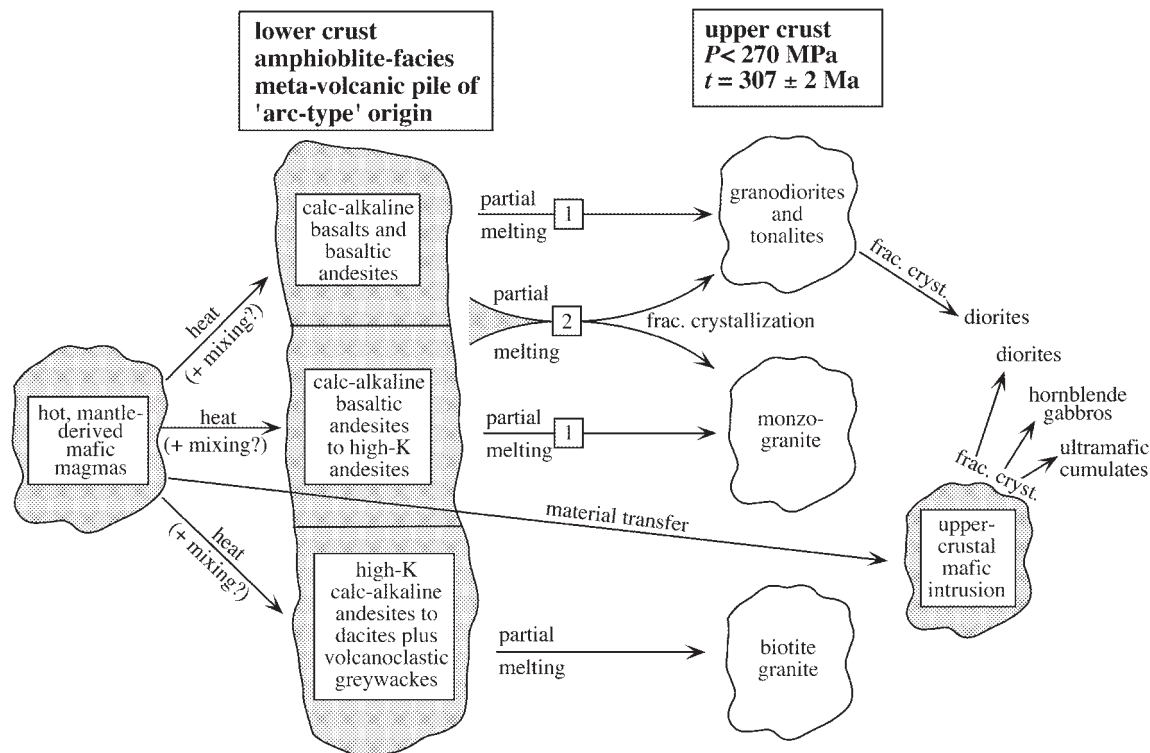 lower crust
amphioblite-facies
meta-volcanic pile of
'arc-type' origin
upper crust
P< 270 MPa
t = 307 ± 2 Ma
calc-alkaline
basalts and
basaltic
andesites
partial
1
melting
granodiorites
and
tonalites
frac. cryst.
diorites
heat
(+ mixing?)
partial
2
melting
frac. crystallization
hot, mantle-
derived
mafic
magmas
heat
(+ mixing?)
calc-alkaline
basaltic
andesites
to high-K
andesites
partial
1
melting
monzo-
granite
diorites
hornblende
gabbros
ultramafic
cumulates
frac. cryst.
material transfer
upper-
crustal
mafic
intrusion
heat
(+ mixing?)
high-K
calc-alkaline
andesites to
dacites plus
volcanoclastic
greywackes
partial
melting
biotite
granite